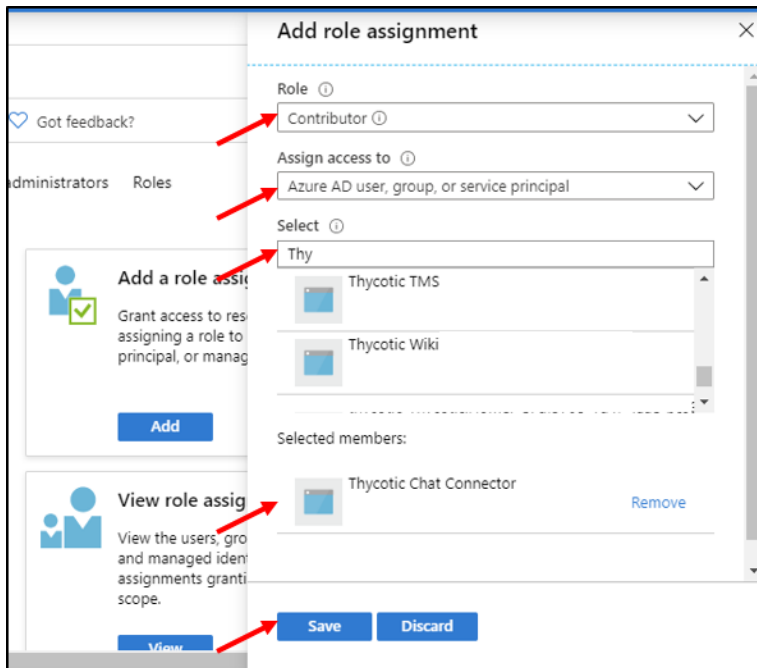 Add role assignment
Role
Contributor
Got feedback?
Assign access to
Azure AD user, group, or service principal
administrators Roles
Select
Thy
Add a role assig
Grant access to res
assigning a role to
principal, or manag
Add
Thycotic TMS
Thycotic Wiki
Selected members:
Thycotic Chat Connector
Remove
View role assig
View the users, gro
and managed ident
assignments granti
scope.
View
Save Discard